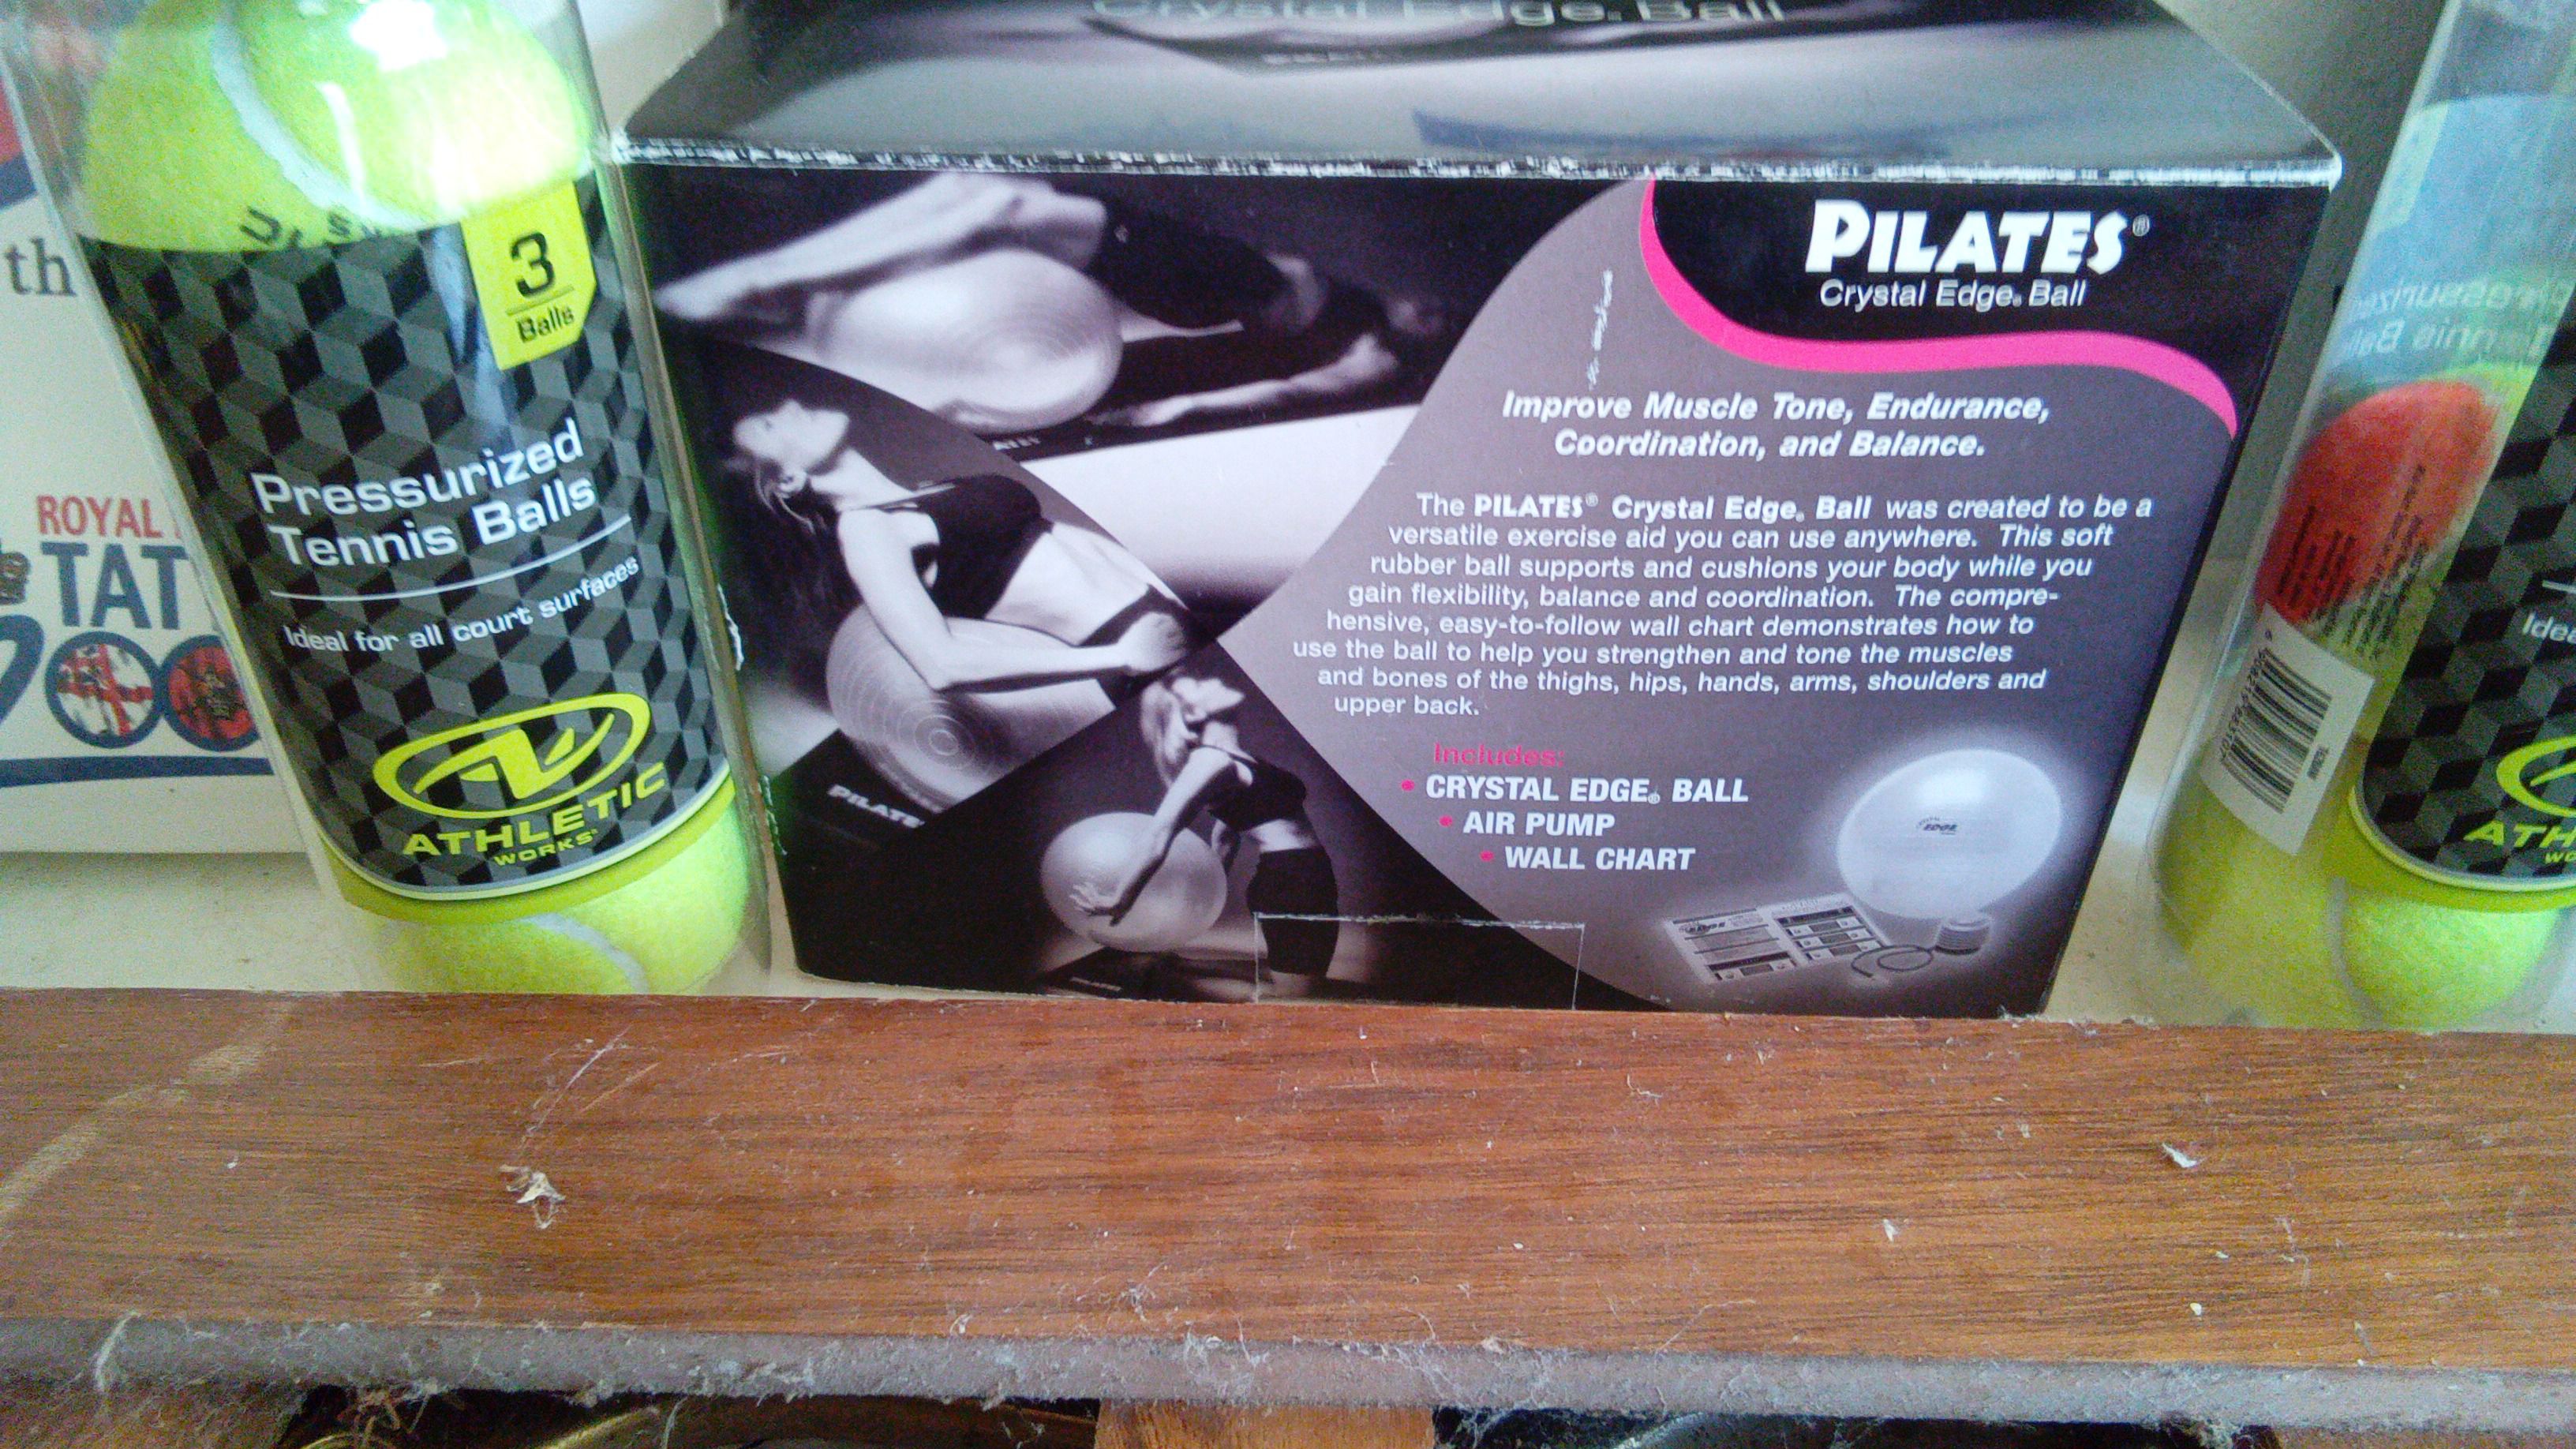 Crystal Edge® Ball
th
ROYAL
TAT
200
3
Balls
Pressurized
Tennis Balls
Ideal for all court surfaces
ATHLETIC
WORKS
PILATES®
Crystal Edge® Ball
Improve Muscle Tone, Endurance,
Coordination, and Balance.
The PILATES® Crystal Edge® Ball was created to be a
versatile exercise aid you can use anywhere. This soft
rubber ball supports and cushions your body while you
gain flexibility, balance and coordination. The compre-
hensive, easy-to-follow wall chart demonstrates how to
use the ball to help you strengthen and tone the muscles
and bones of the thighs, hips, hands, arms, shoulders and
upper back.
Includes:
• CRYSTAL EDGE® BALL
• AIR PUMP
• WALL CHART
PILATES
EDGE